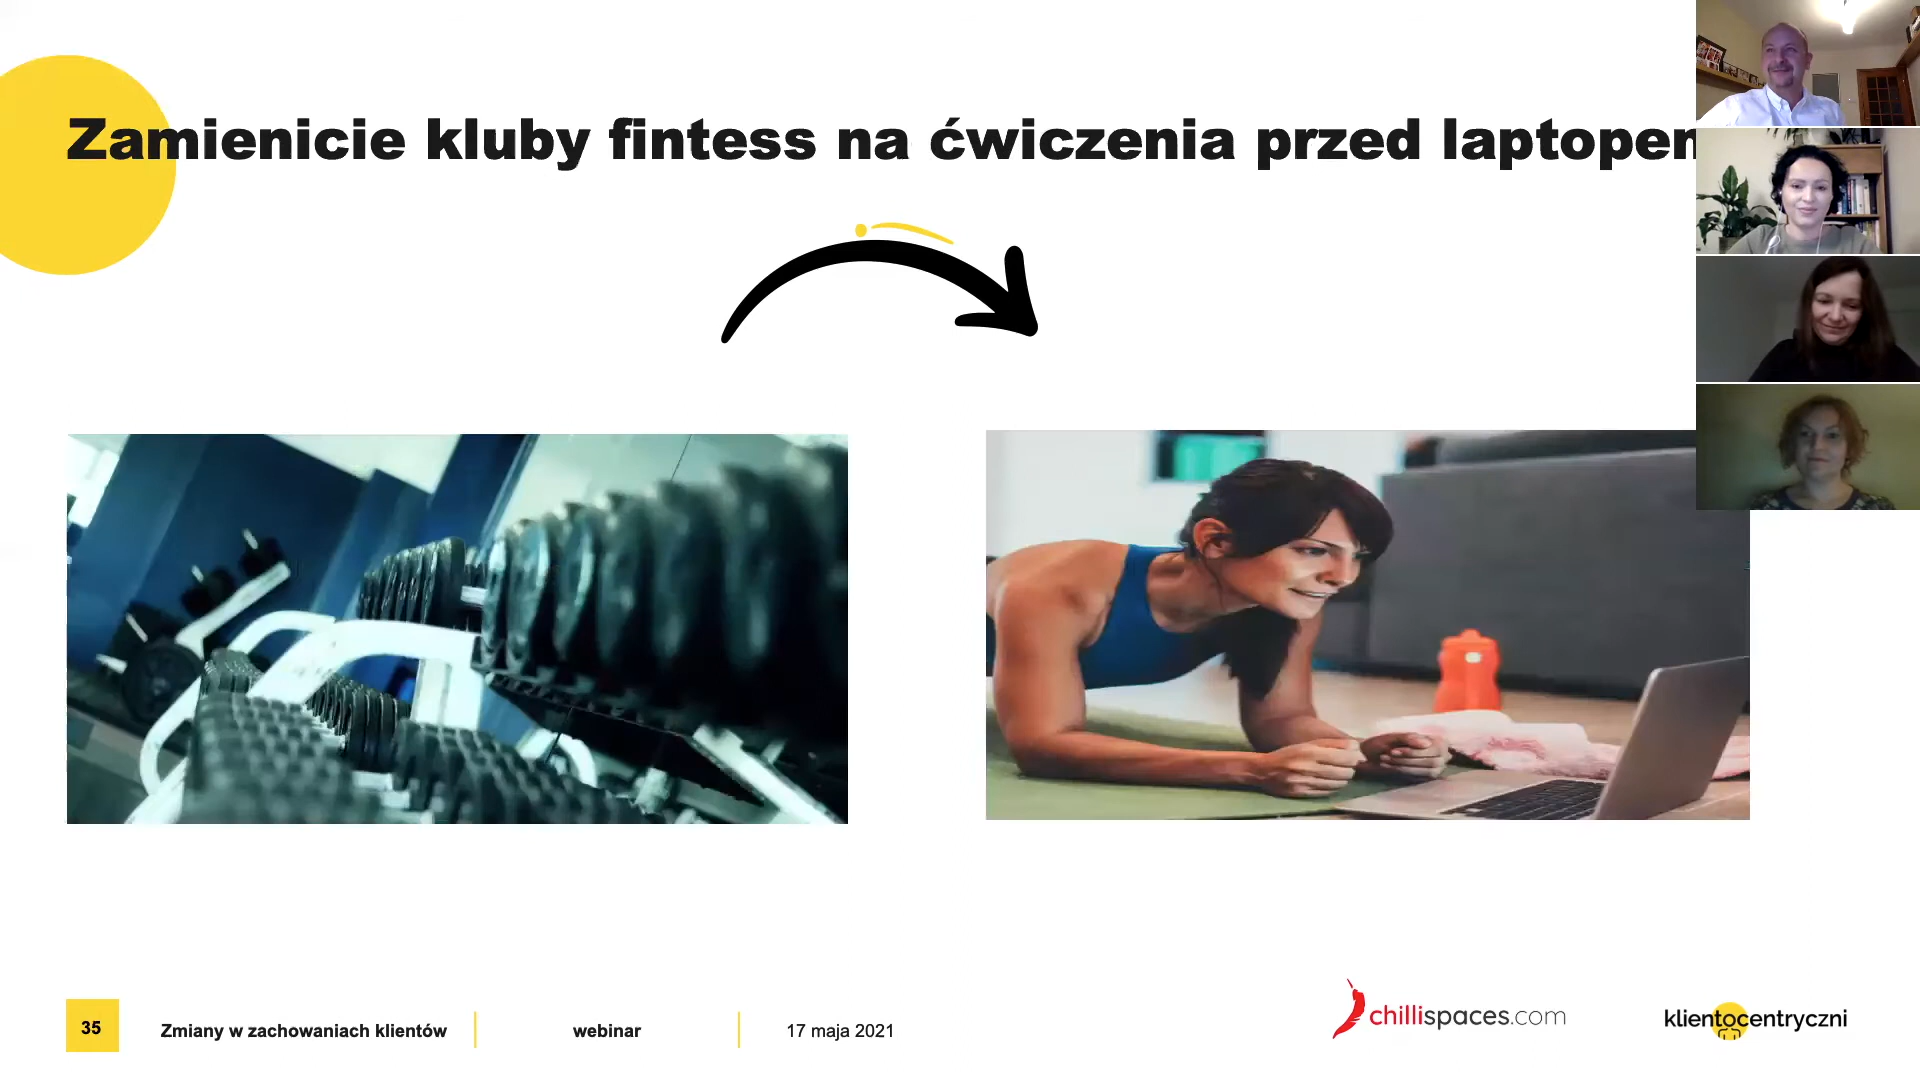 Zamienicie kluby fintess na ćwiczenia przed laptopem
35
Zmiany w zachowaniach klientów
webinar
17 maja 2021
chillispaces.com
klientocentryczni